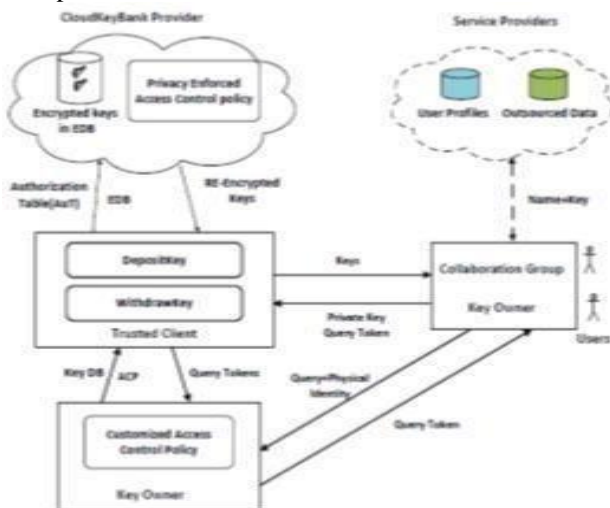 CloudKeyBank Provider
Service Providers
Privacy Enforced
Access Control policy
Encrypted keys
in EDB
User Profiles
Outsourced Data
Authorization
Table(AuT)
EDB
RE-Encrypted
Keys
Name+Key
DepositKey
WithdrawKey
Trusted Client
Keys
Private Key
Query Token
Collaboration Group
Key Owner
Users
Key DB
ACP
Query Tokens
Query+Physical
Identity
Query Token
Customized Access
Control Policy
Key Owner